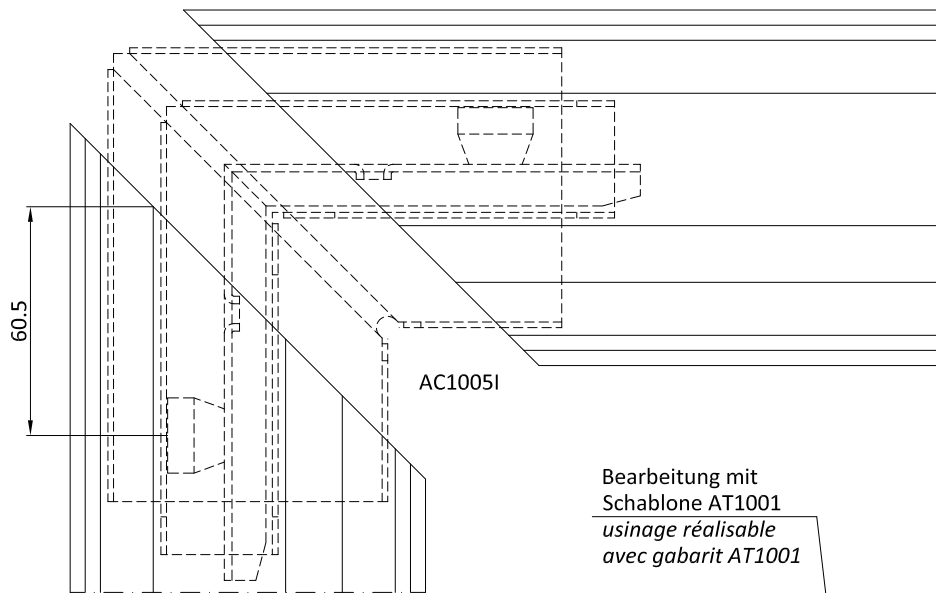 60.5
AC1005I
Bearbeitung mit
Schablone AT1001
usinage réalisable
avec gabarit AT1001